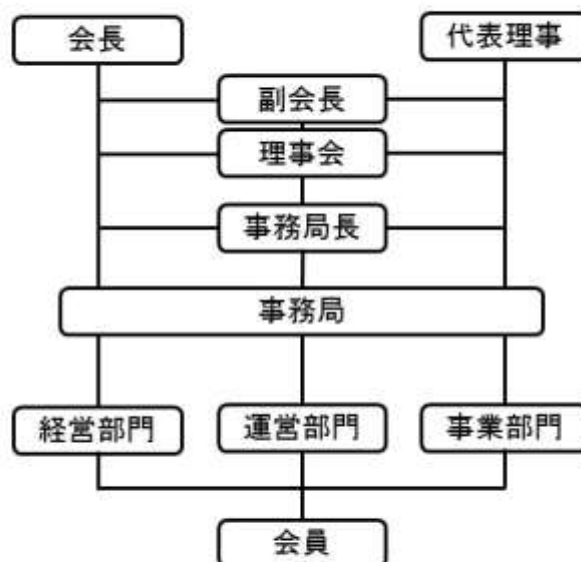 会長
代表理事
副会長
理事会
事務局長
事務局
経営部門
運営部門
事業部門
会員